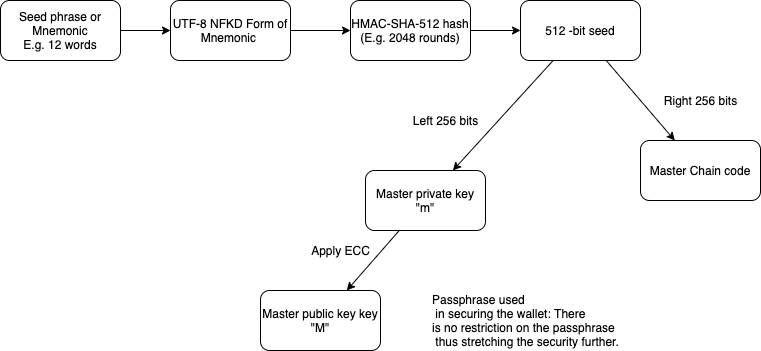 Seed phrase or
Mnemonic
E.g. 12 words
UTF-8 NFKD Form of
Mnemonic
HMAC-SHA-512 hash
(E.g. 2048 rounds)
512 -bit seed
Left 256 bits
Right 256 bits
Master private key
"m"
Master Chain code
Apply ECC
Master public key key
"M"
Passphrase used
in securing the wallet: There
is no restriction on the passphrase
thus stretching the security further.